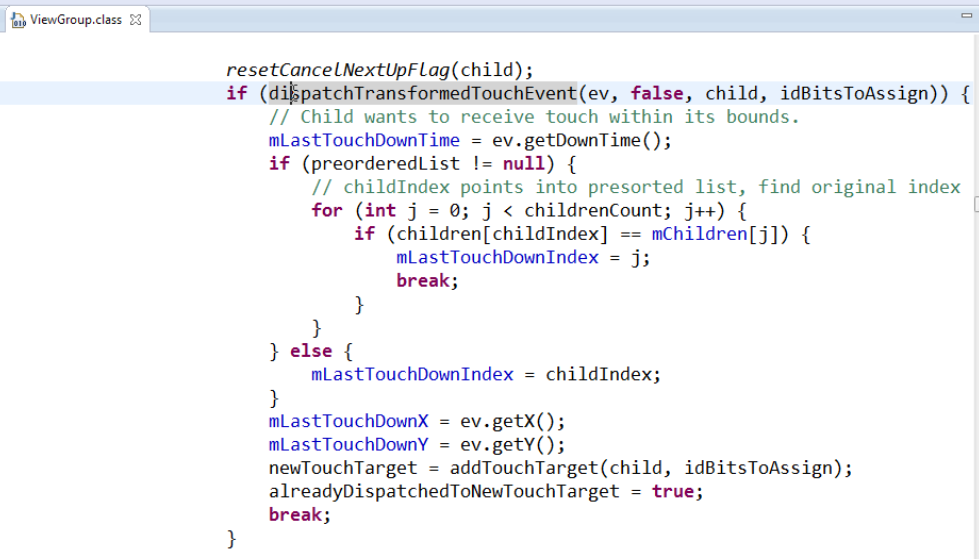 ViewGroup.class
resetCancelNextUpFlag(child);
if (dispatchTransformedTouchEvent(ev, false, child, idBitsToAssign)) {
// Child wants to receive touch within its bounds.
mLastTouchDownTime = ev.getDownTime();
if (preorderedList != null) {
// childIndex points into presorted list, find original index
for (int j = 0; j < childrenCount; j++) {
if (children[childIndex] == mChildren[j]) {
mLastTouchDownIndex = j;
break;
}
}
} else {
mLastTouchDownIndex = childIndex;
}
mLastTouchDownX = ev.getX();
mLastTouchDownY = ev.getY();
newTouchTarget = addTouchTarget(child, idBitsToAssign);
alreadyDispatchedToNewTouchTarget = true;
break;
}